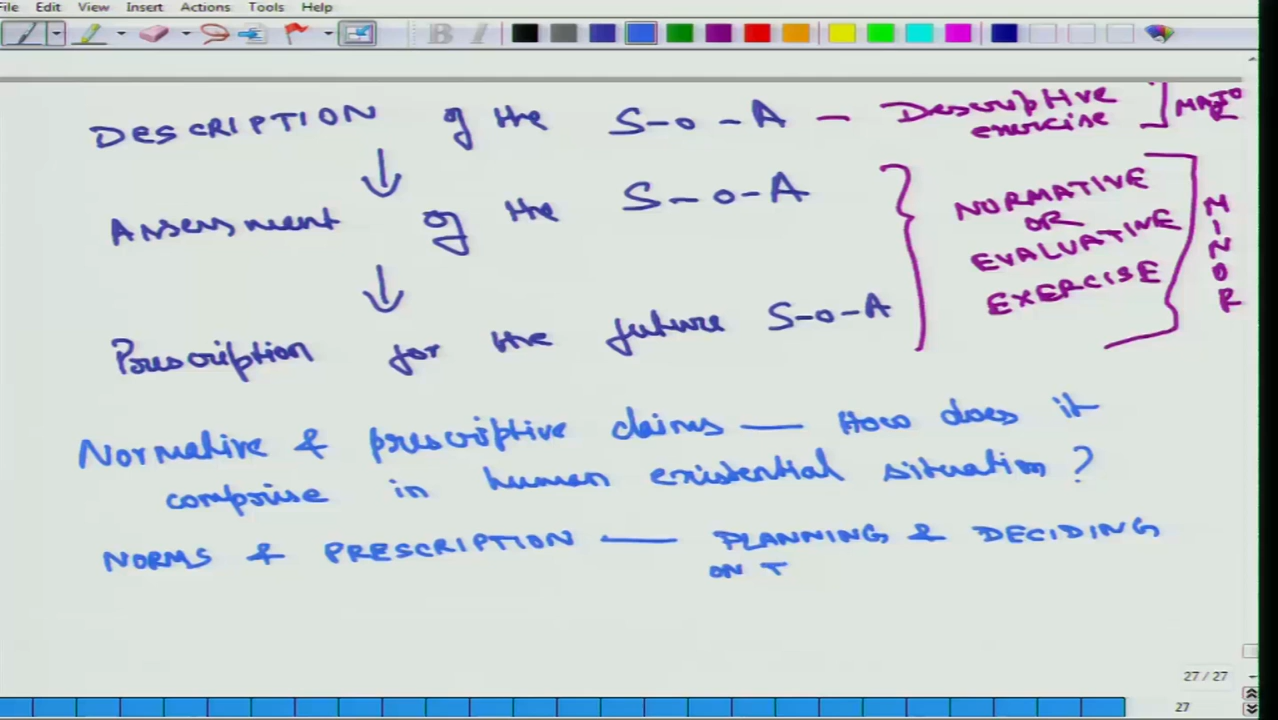 File Edit View Insert Actions Tools Help
DESCRIPTION of the S-O-A - Descriptive exercise
MAJOR
Assessment of the S-O-A
NORMATIVE
OR
EVALUATIVE
EXERCISE
MINOR
Prescription for the future S-O-A
Normative & prescriptive claims — How does it
comprise in human existential situation?
NORMS & PRESCRIPTION — PLANNING & DECIDING
ON T
27 / 27
27